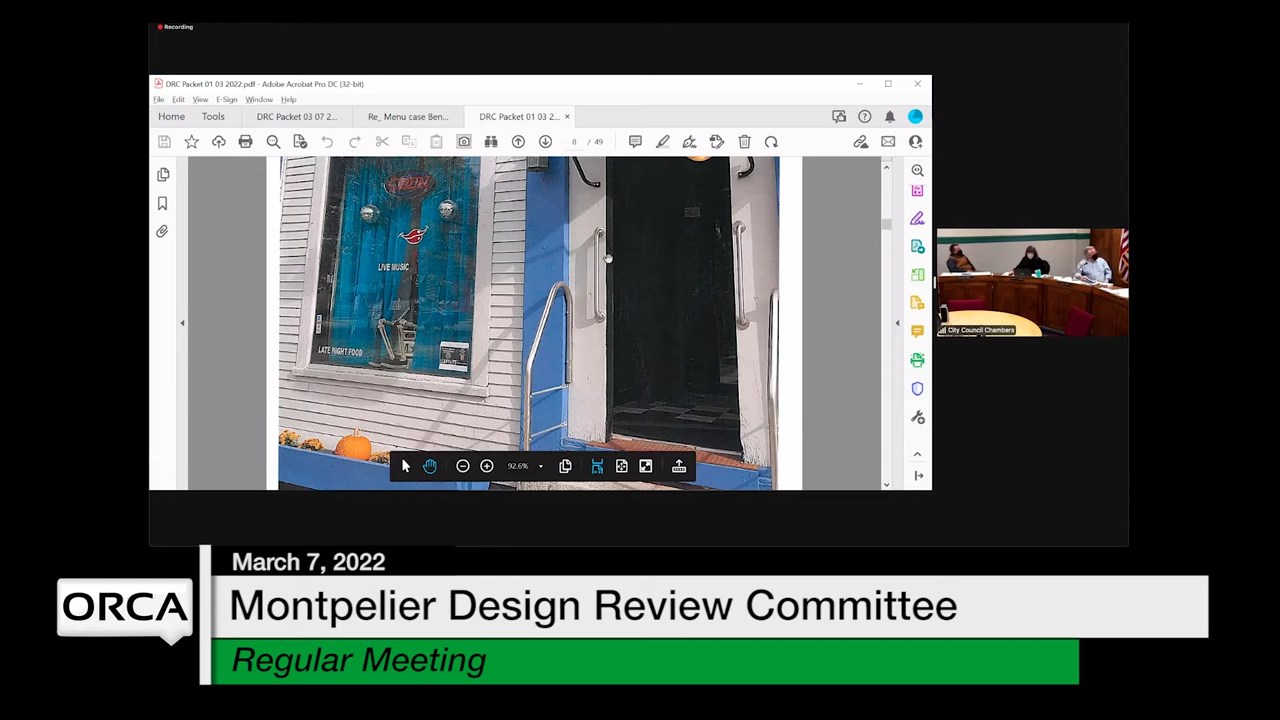 Recording
DRC Packet 01 03 2022.pdf - Adobe Acrobat Pro DC (32-bit)
File Edit View E-Sign Window Help
Home Tools DRC Packet 03 07 2... Re_ Menu case Ben... DRC Packet 01 03 2... ×
8 / 49
LIVE MUSIC
LATE NIGHT FOOD
City Council Chambers
92.6%
March 7, 2022
ORCA
Montpelier Design Review Committee
Regular Meeting